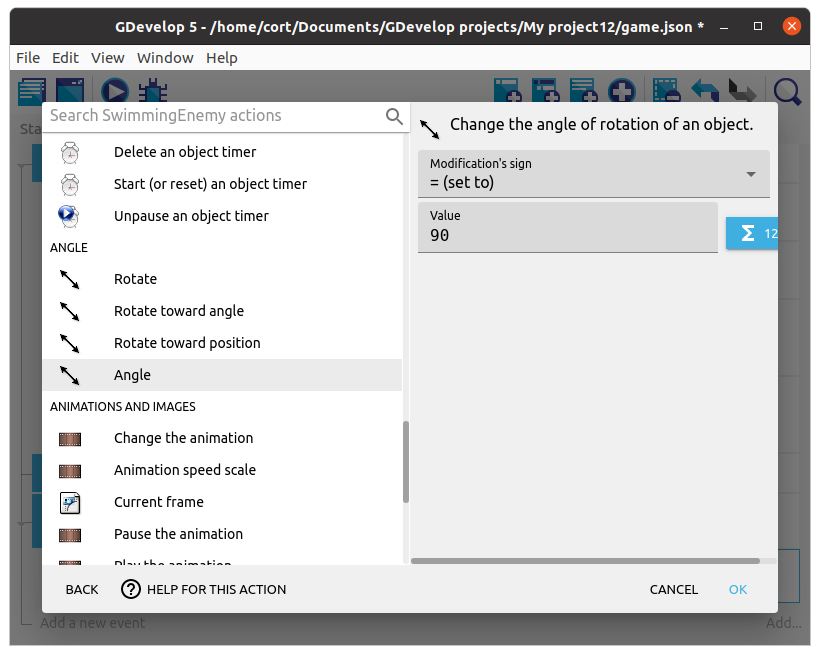 GDevelop 5 - /home/cort/Documents/GDevelop projects/My project12/game.json *
File Edit View Window Help
Search SwimmingEnemy actions
Delete an object timer
Start (or reset) an object timer
Unpause an object timer
ANGLE
Rotate
Rotate toward angle
Rotate toward position
Angle
ANIMATIONS AND IMAGES
Change the animation
Animation speed scale
Current frame
Pause the animation
Play the animation
Change the angle of rotation of an object.
Modification's sign
= (set to)
Value
90
Σ 12
BACK
? HELP FOR THIS ACTION
CANCEL
OK
Add a new event
Add...